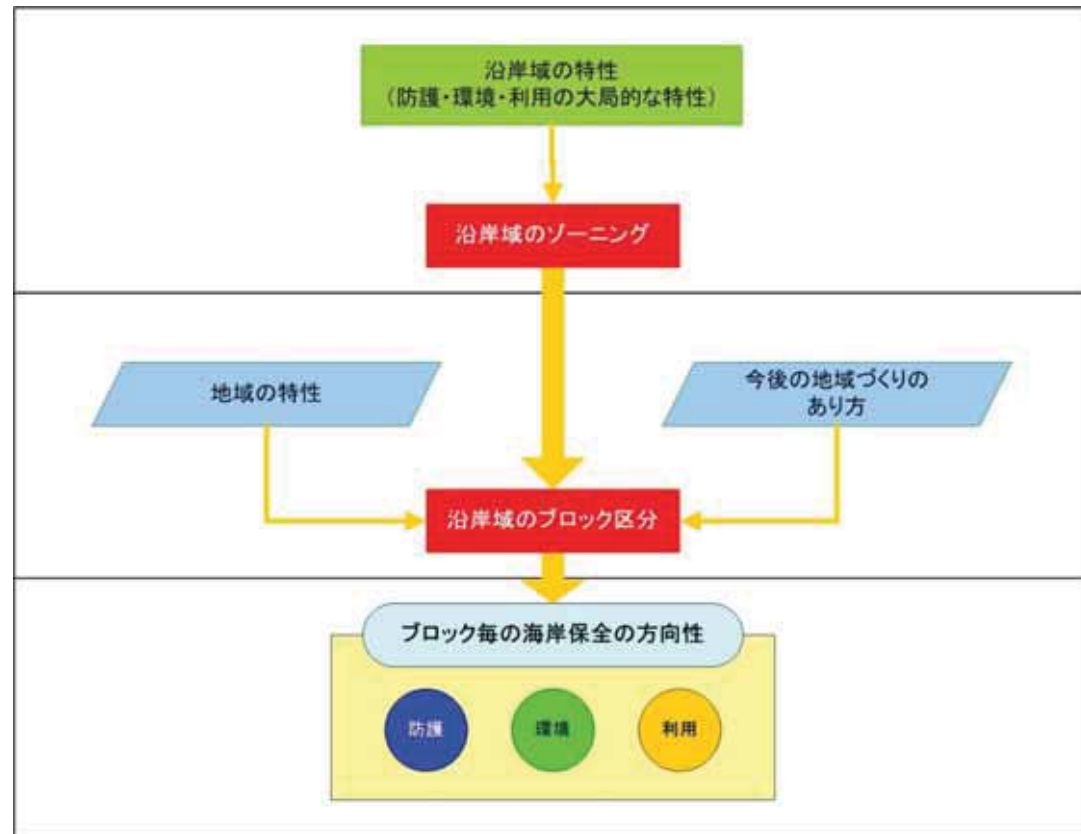 沿岸域の特性
（防護・環境・利用の大局的な特性）
沿岸域のゾーニング
地域の特性
今後の地域づくりの
あり方
沿岸域のブロック区分
ブロック毎の海岸保全の方向性
防護
環境
利用